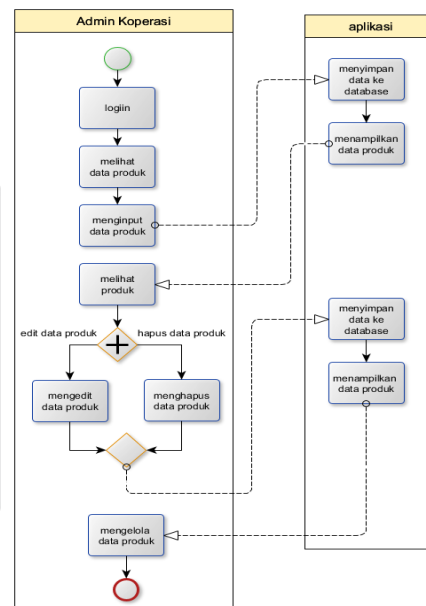 Admin Koperasi
logiin
melihat
data produk
menginput
data produk
melihat
produk
edit data produk
hapus data produk
mengedit
data produk
menghapus
data produk
mengelola
data produk
aplikasi
menyimpan
data ke
database
menampilkan
data produk
menyimpan
data ke
database
menampilkan
data produk